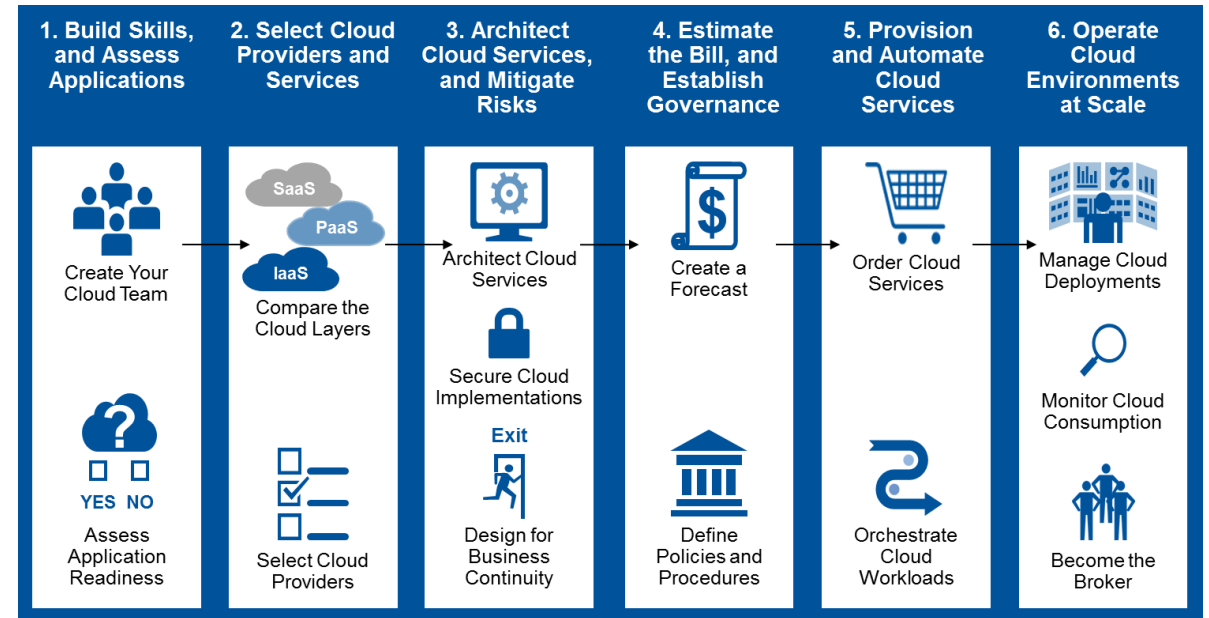 1. Build Skills,
and Assess
Applications
2. Select Cloud
Providers and
Services
3. Architect
Cloud Services,
and Mitigate
Risks
4. Estimate
the Bill, and
Establish
Governance
5. Provision
and Automate
Cloud
Services
6. Operate
Cloud
Environments
at Scale
Create Your
Cloud Team
?
YES NO
Assess
Application
Readiness
SaaS
PaaS
IaaS
Compare the
Cloud Layers
Select Cloud
Providers
Architect Cloud
Services
Secure Cloud
Implementations
Exit
Design for
Business
Continuity
$
Create a
Forecast
Define
Policies and
Procedures
Order Cloud
Services
Orchestrate
Cloud
Workloads
Manage Cloud
Deployments
Monitor Cloud
Consumption
Become the
Broker